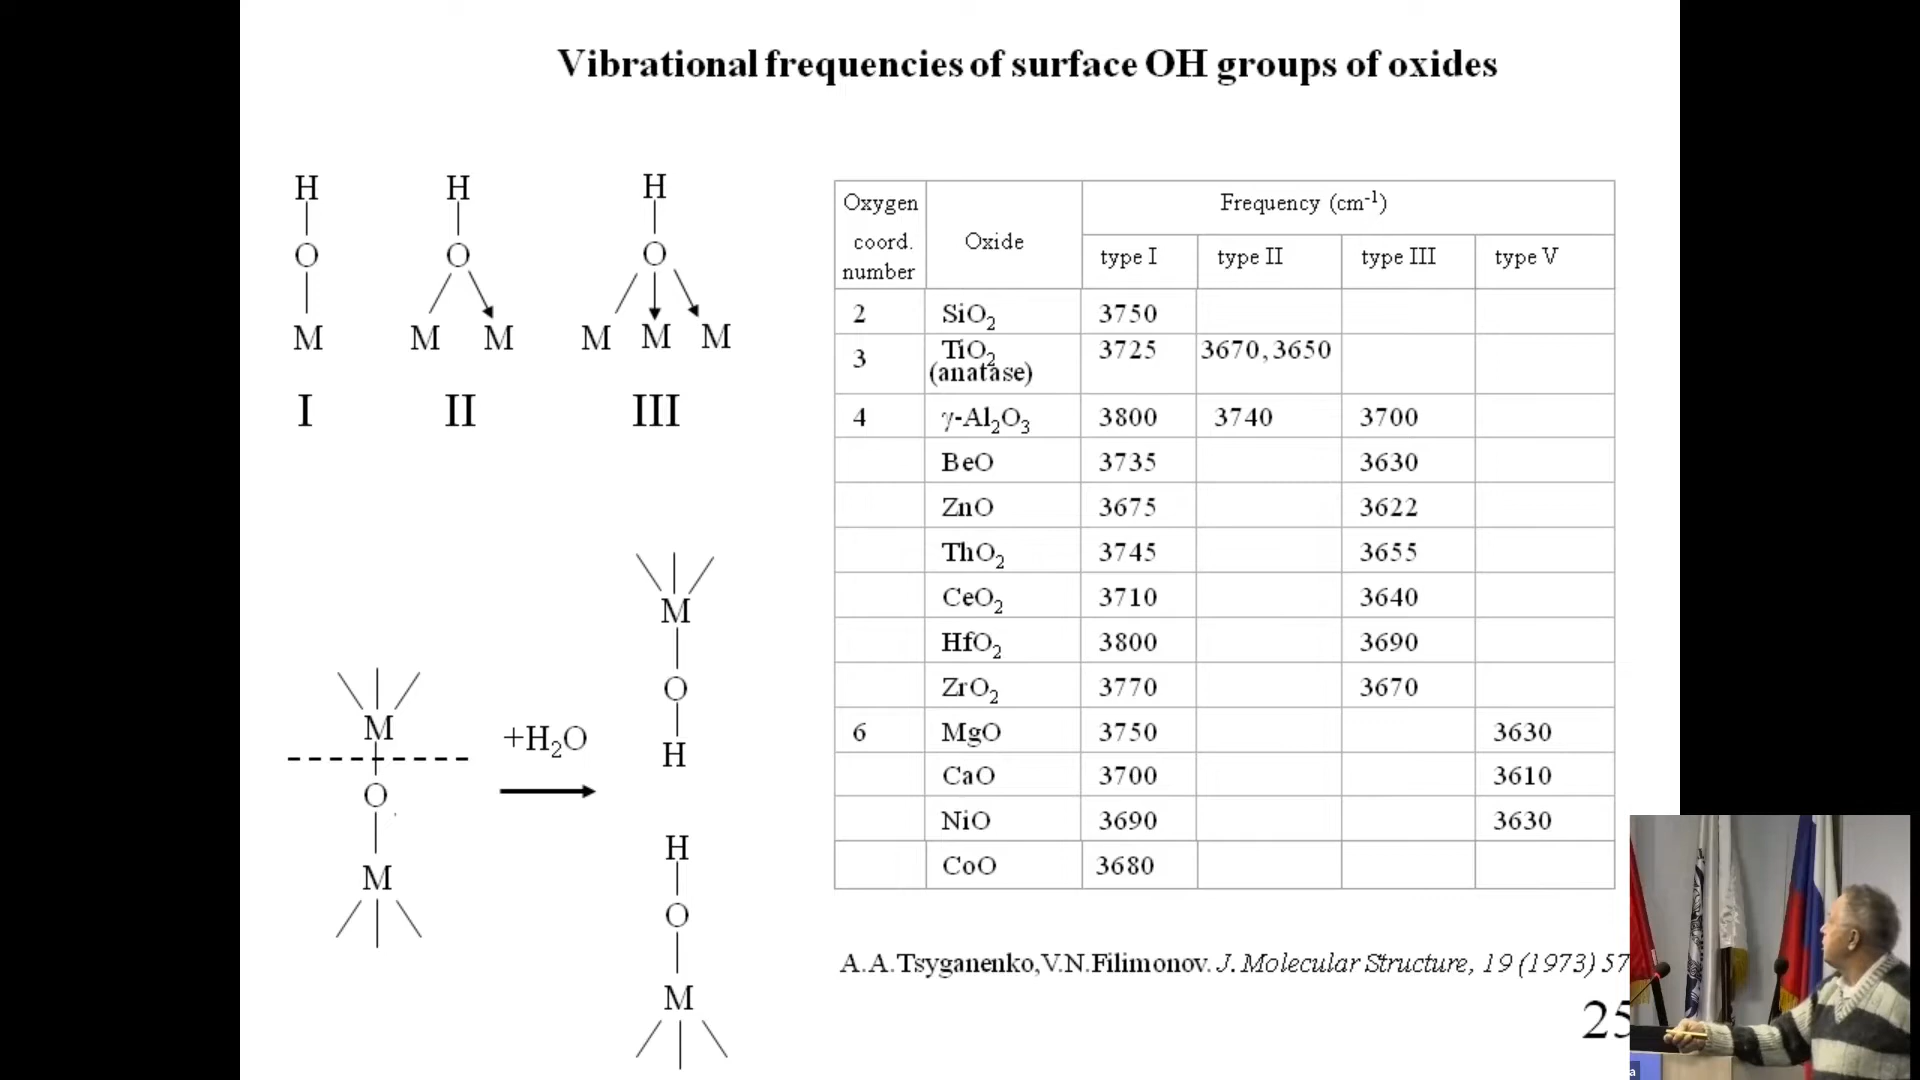 Vibrational frequencies of surface OH groups of oxides
H H H
O O O
M M M M M M
I II III
M
O
M
+H₂O
M
O
H
H
O
M
Oxygen coord. number Oxide Frequency (cm⁻¹)
type I type II type III type V
2 SiO₂ 3750
3 TiO₂ (anatase) 3725 3670,3650
4 γ-Al₂O₃ 3800 3740 3700
BeO 3735 3630
ZnO 3675 3622
ThO₂ 3745 3655
CeO₂ 3710 3640
HfO₂ 3800 3690
ZrO₂ 3770 3670
6 MgO 3750 3630
CaO 3700 3610
NiO 3690 3630
CoO 3680
A.A.Tsyganenko,V.N.Filimonov. J. Molecular Structure, 19 (1973) 57
25